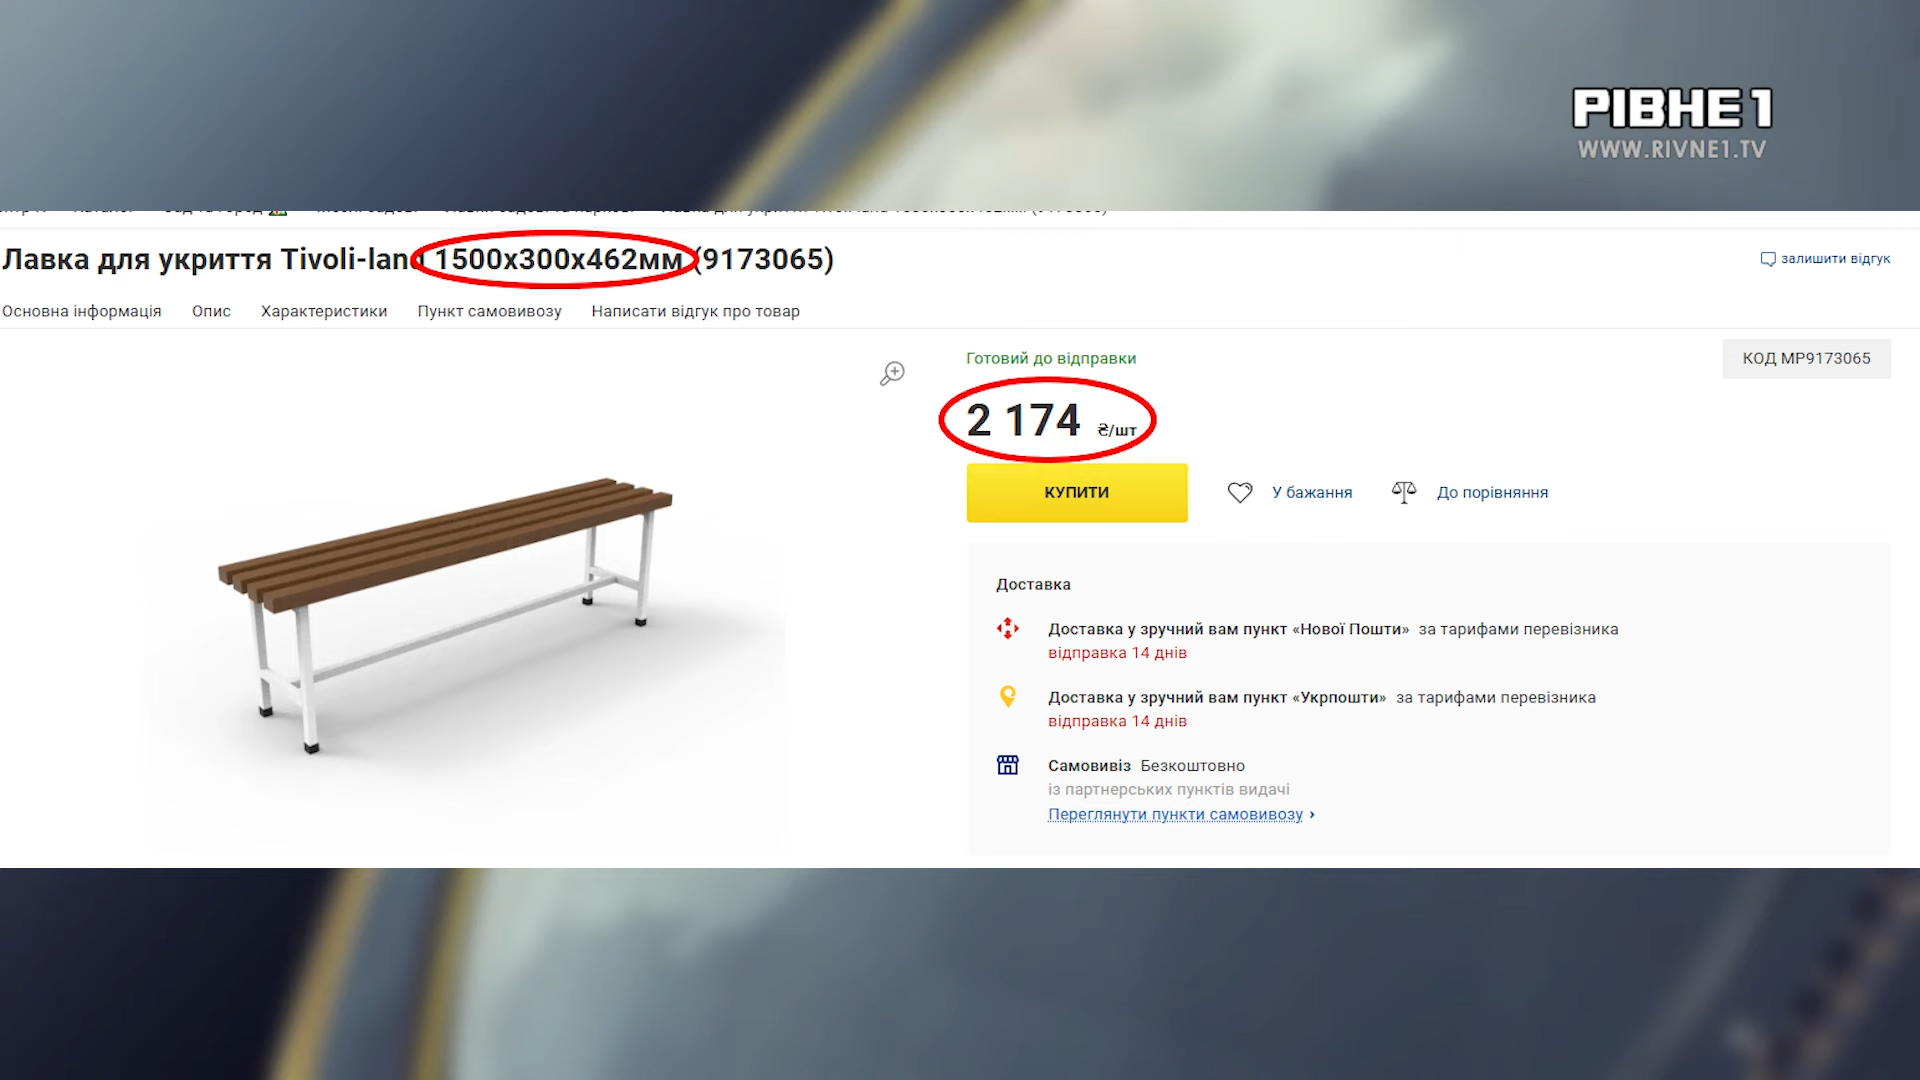 РІВНЕ 1
WWW.RIVNE1.TV
Лавка для укриття Tivoli-land 1500х300х462мм (9173065)
залишити відгук
Основна інформація Опис Характеристики Пункт самовивозу Написати відгук про товар
Готовий до відправки
КОД MP9173065
2 174 ₴/шт
КУПИТИ
У бажання
До порівняння
Доставка
Доставка у зручний вам пункт «Нової Пошти» за тарифами перевізника
відправка 14 днів
Доставка у зручний вам пункт «Укрпошти» за тарифами перевізника
відправка 14 днів
Самовивіз Безкоштовно
із партнерських пунктів видачі
Переглянути пункти самовивозу ›